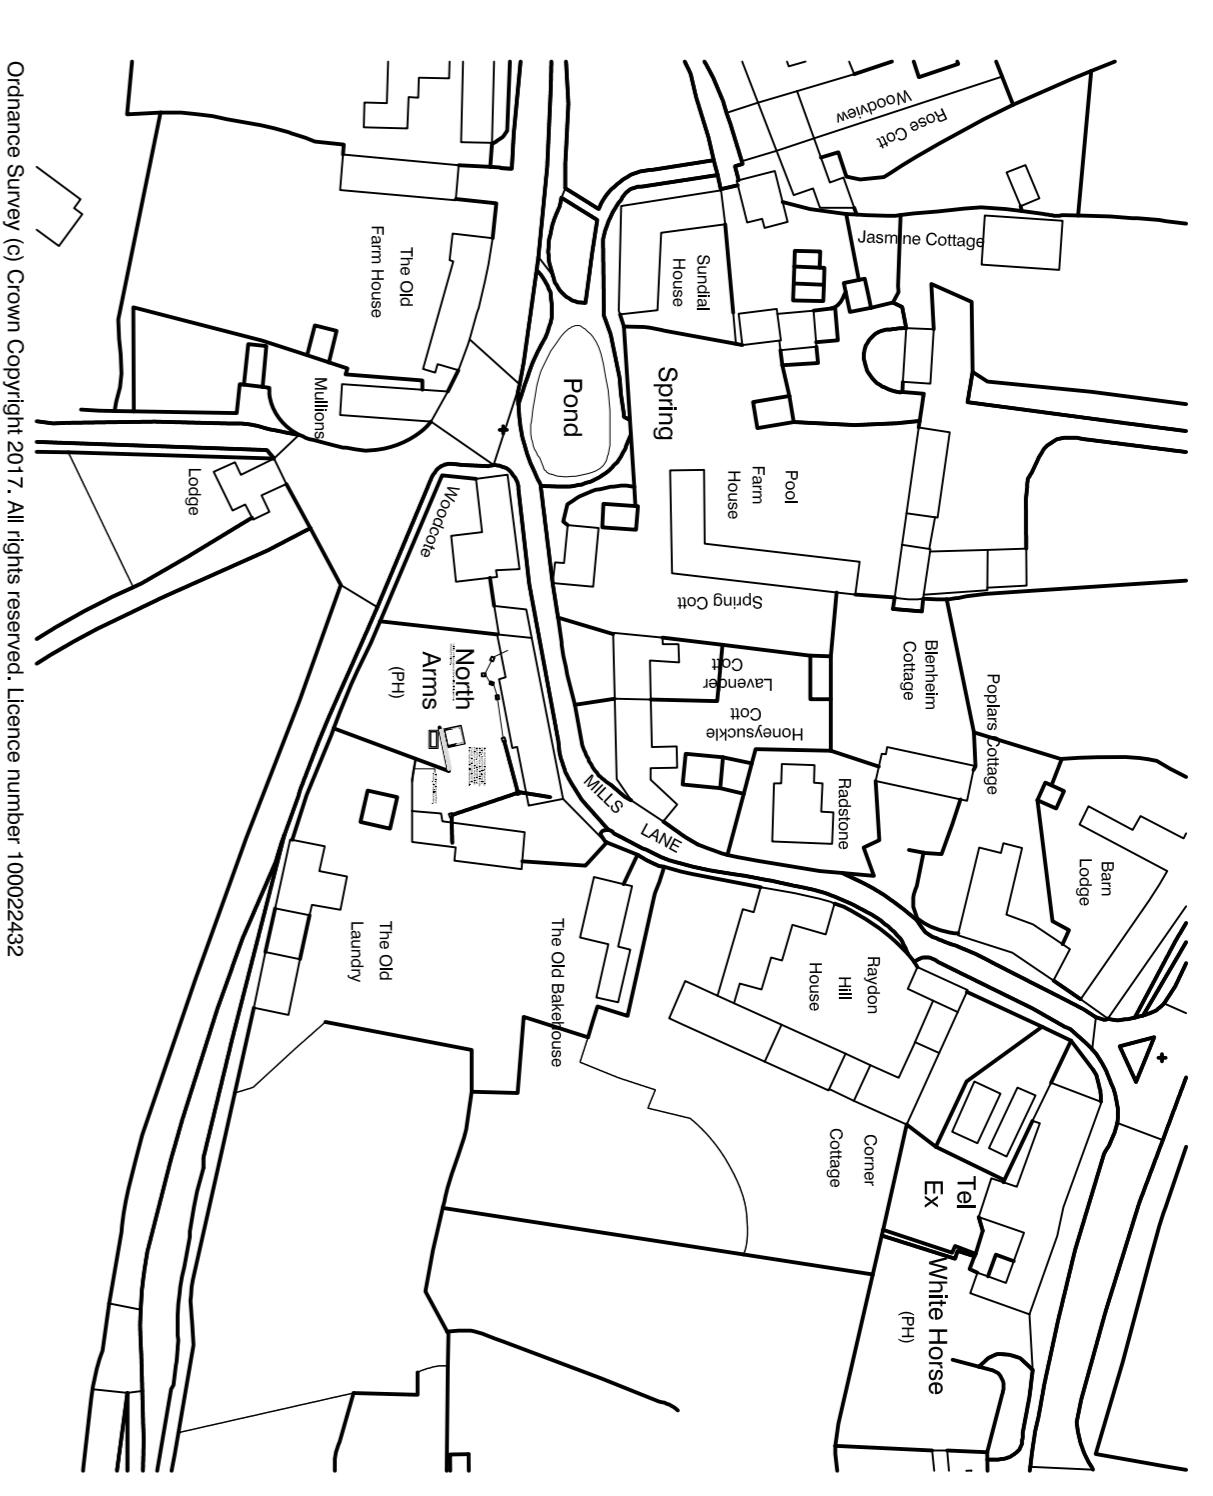 Woodview
Rose Cott
Jasmine Cottage
Sundial
House
The Old
Farm House
Mullions
Pond
Spring
Pool
Farm
House
Lodge
Woodcote
Spring Cott
Lavender
Cott
Honeysuckle
Cott
Blenheim
Cottage
Poplars Cottage
North
Arms
(PH)
MILLS
LANE
Radstone
Barn
Lodge
The Old
Laundry
The Old Bakehouse
Raydon
Hill
House
Corner
Cottage
Tel
Ex
White Horse
(PH)
Ordnance Survey (c) Crown Copyright 2017. All rights reserved. Licence number 100022432